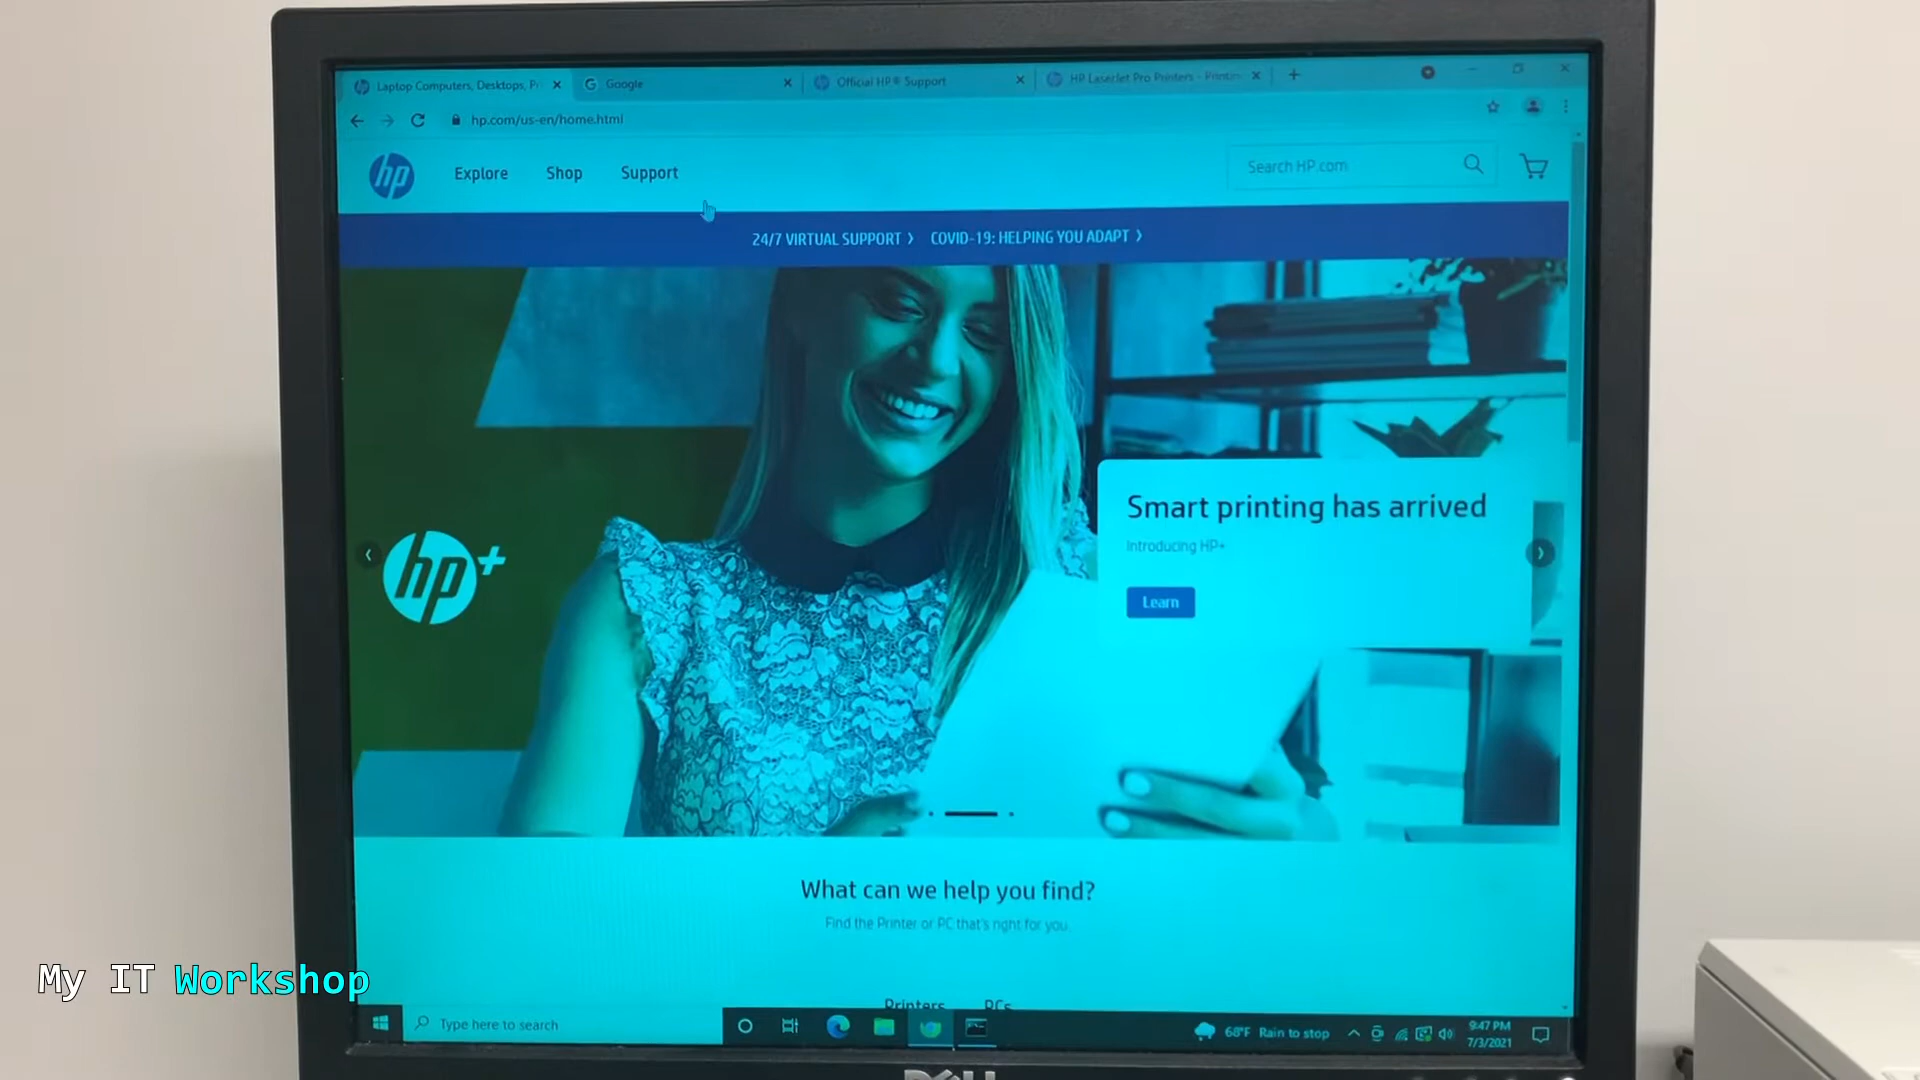 Laptop Computers, Desktops, Pr
Google
Official HP® Support
HP LaserJet Pro Printers - Printing
hp.com/us-en/home.html
hp
Explore
Shop
Support
Search HP.com
24/7 VIRTUAL SUPPORT ❯
COVID-19: HELPING YOU ADAPT ❯
hp+
Smart printing has arrived
Introducing HP+
Learn
What can we help you find?
Find the Printer or PC that's right for you.
Printers
PCs
My IT Workshop
Type here to search
68°F Rain to stop
9:47 PM
7/3/2021
DELL